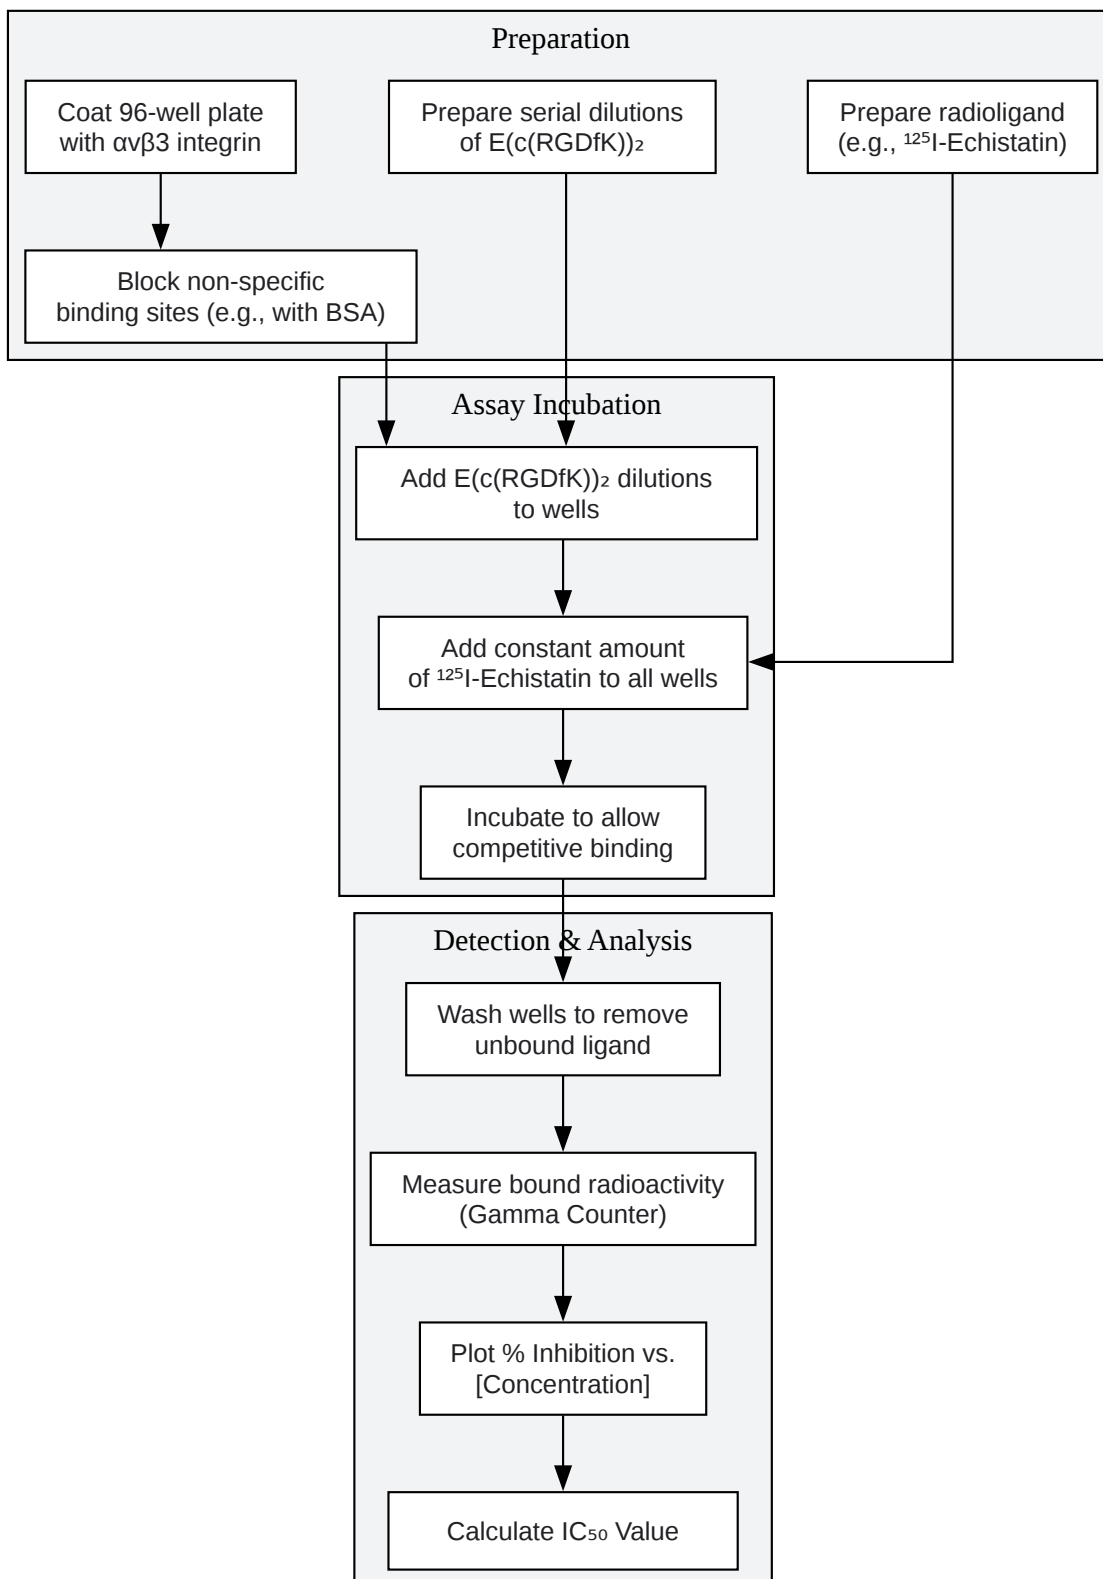 Preparation
Coat 96-well plate
with αvβ3 integrin
Prepare serial dilutions
of E(c(RGDfK))₂
Prepare radioligand
(e.g., ¹²⁵I-Echistatin)
Block non-specific
binding sites (e.g., with BSA)
Assay Incubation
Add E(c(RGDfK))₂ dilutions
to wells
Add constant amount
of ¹²⁵I-Echistatin to all wells
Incubate to allow
competitive binding
Detection & Analysis
Wash wells to remove
unbound ligand
Measure bound radioactivity
(Gamma Counter)
Plot % Inhibition vs.
[Concentration]
Calculate IC₅₀ Value